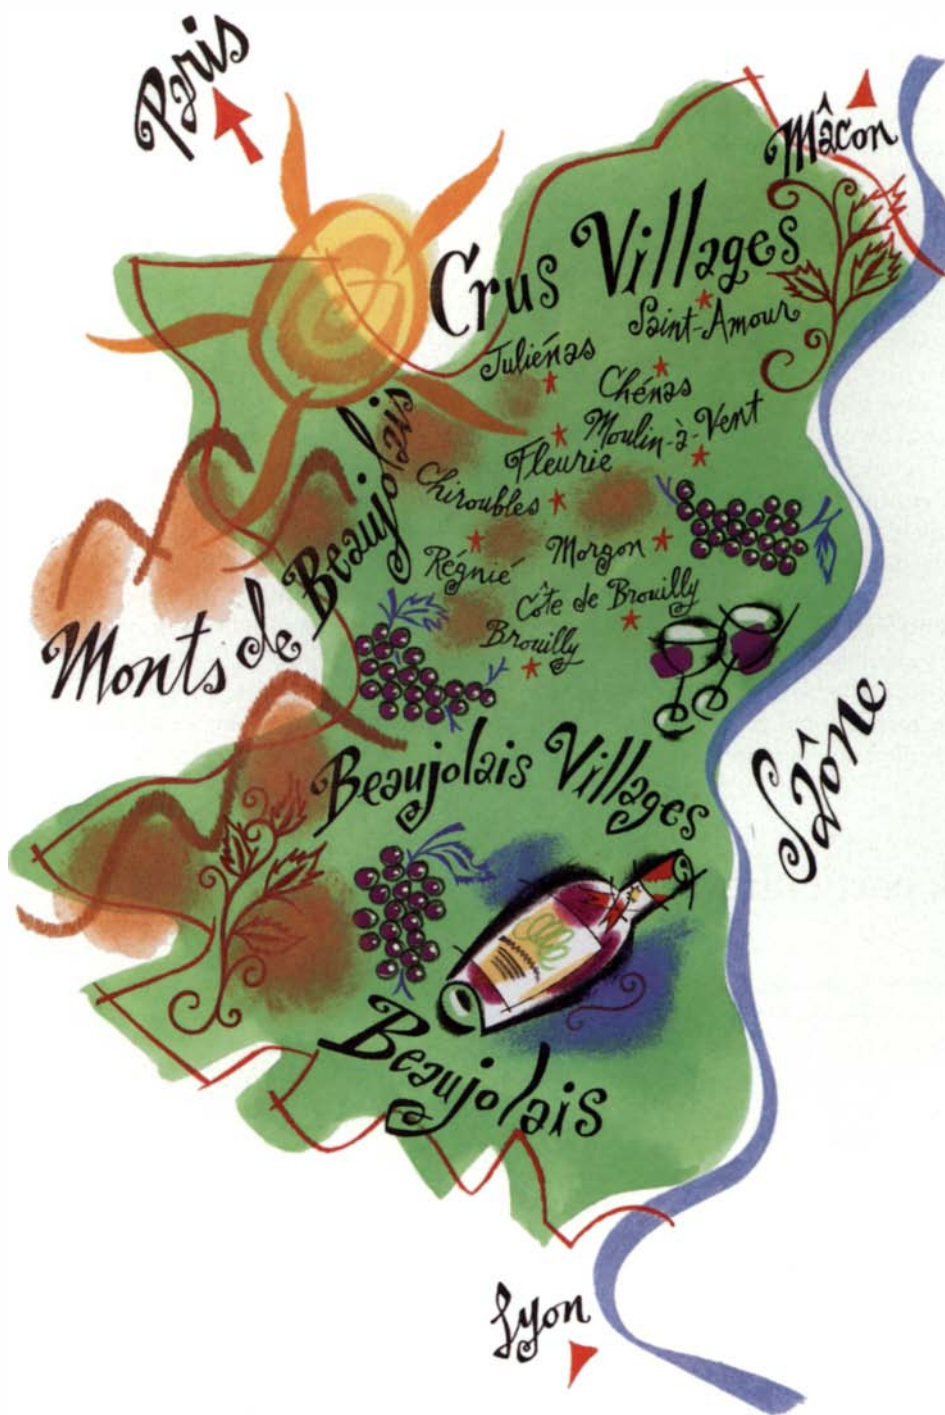 Paris
Mâcon
Crus Villages
Saint-Amour
Juliénas
Chénas
Moulin-à-Vent
Fleurie
Chiroubles
Morgon
Régnié
Côte de Brouilly
Brouilly
Monts de Beaujolais
Saône
Beaujolais Villages
Beaujolais
Lyon